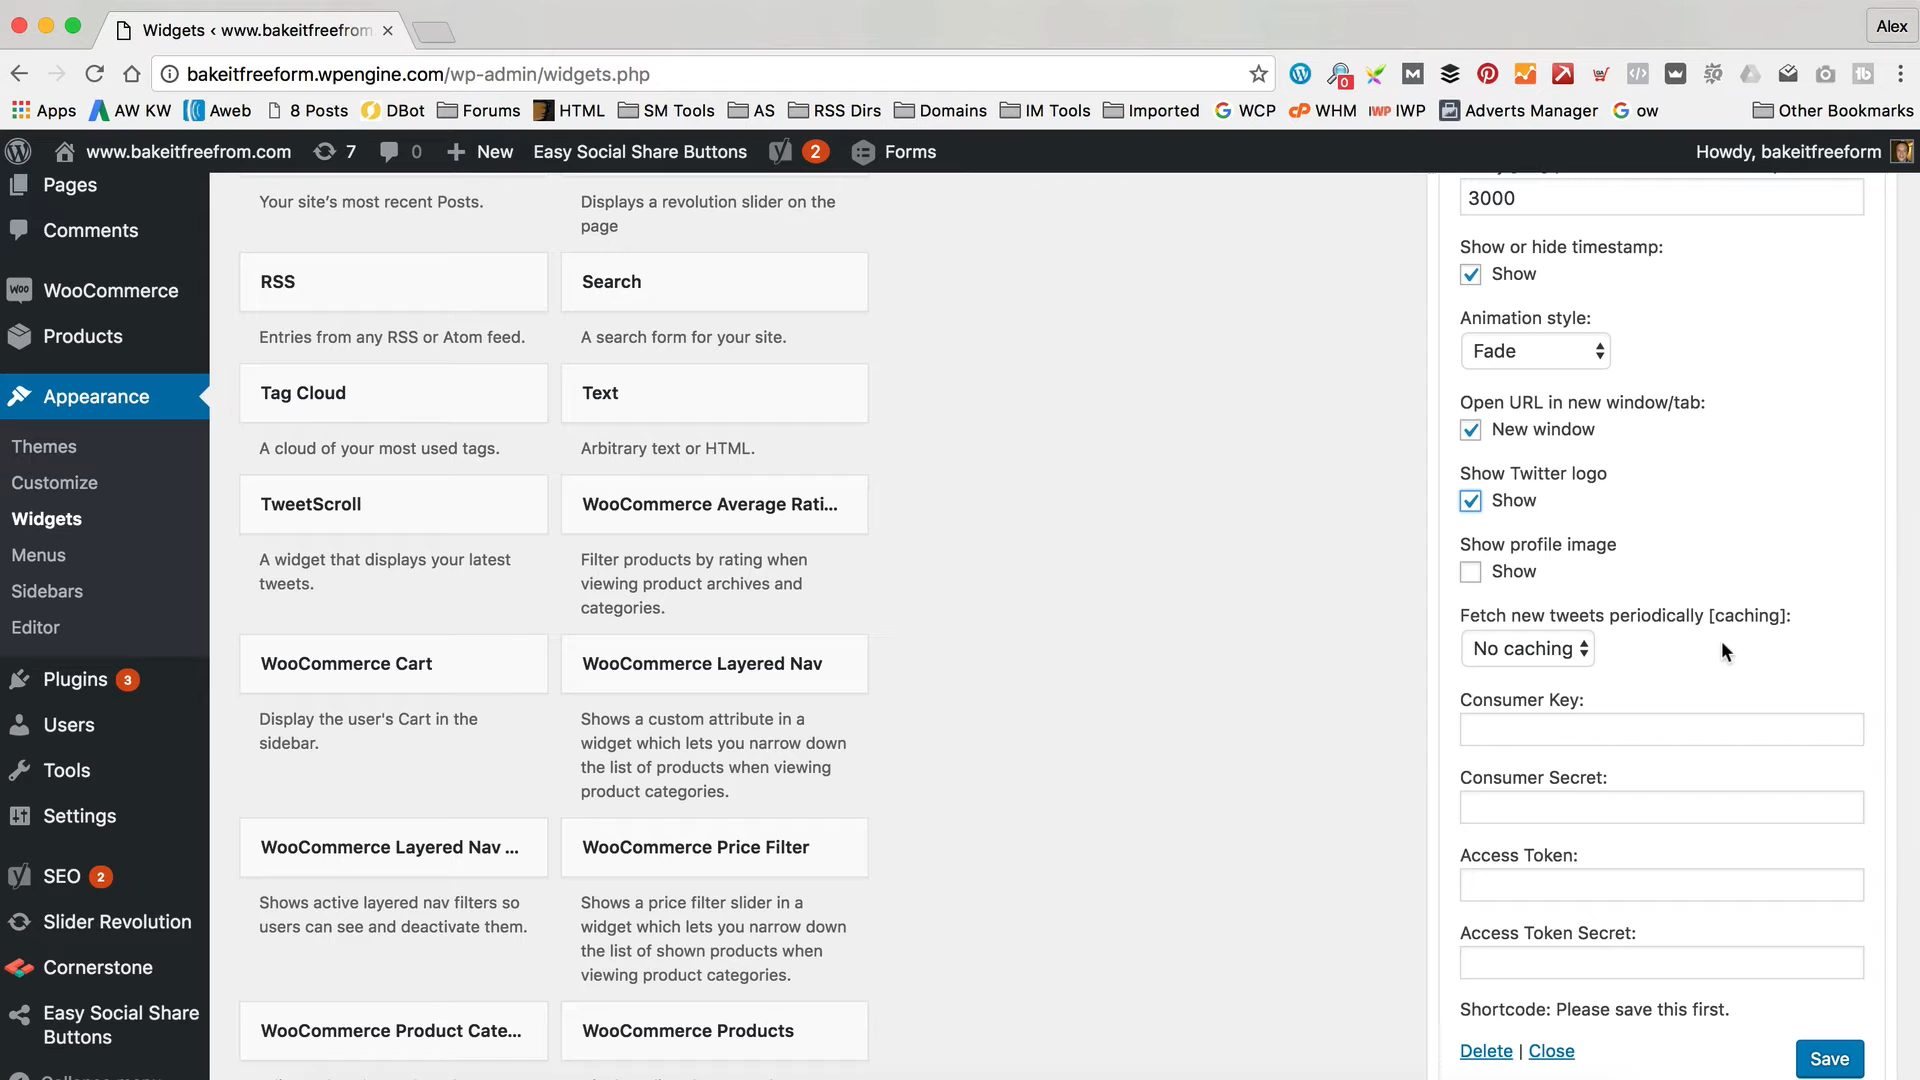 Widgets ‹ www.bakeitfreefrom
Alex
bakeitfreeform.wpengine.com/wp-admin/widgets.php
Apps AW KW Aweb 8 Posts DBot Forums HTML SM Tools AS RSS Dirs Domains IM Tools Imported WCP WHM IWP Adverts Manager ow Other Bookmarks
www.bakeitfreefrom.com 7 0 New Easy Social Share Buttons 2 Forms Howdy, bakeitfreeform
Pages
Comments
WooCommerce
Products
Appearance
Themes
Customize
Widgets
Menus
Sidebars
Editor
Plugins 3
Users
Tools
Settings
SEO 2
Slider Revolution
Cornerstone
Easy Social Share
Buttons
Your site's most recent Posts.
Displays a revolution slider on the
page
RSS
Search
Entries from any RSS or Atom feed.
A search form for your site.
Tag Cloud
Text
A cloud of your most used tags.
Arbitrary text or HTML.
TweetScroll
WooCommerce Average Rati...
A widget that displays your latest
tweets.
Filter products by rating when
viewing product archives and
categories.
WooCommerce Cart
WooCommerce Layered Nav
Display the user's Cart in the
sidebar.
Shows a custom attribute in a
widget which lets you narrow down
the list of products when viewing
product categories.
WooCommerce Layered Nav ...
WooCommerce Price Filter
Shows active layered nav filters so
users can see and deactivate them.
Shows a price filter slider in a
widget which lets you narrow down
the list of shown products when
viewing product categories.
WooCommerce Product Cate...
WooCommerce Products
3000
Show or hide timestamp:
Show
Animation style:
Fade
Open URL in new window/tab:
New window
Show Twitter logo
Show
Show profile image
Show
Fetch new tweets periodically [caching]:
No caching
Consumer Key:
Consumer Secret:
Access Token:
Access Token Secret:
Shortcode: Please save this first.
Delete | Close
Save